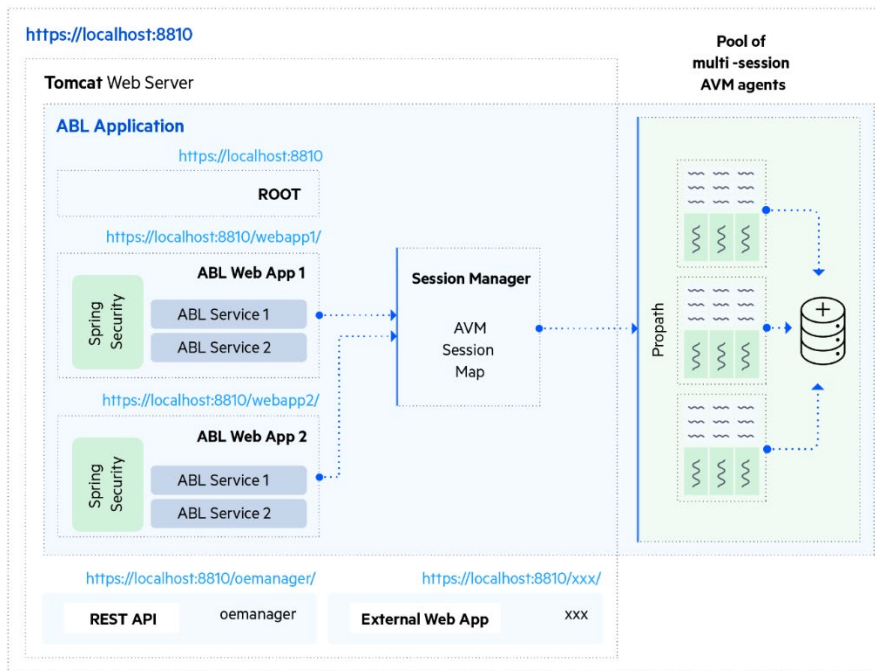 https://localhost:8810
Pool of
multi -session
AVM agents
Tomcat Web Server
ABL Application
https://localhost:8810
ROOT
https://localhost:8810/webapp1/
ABL Web App 1
Spring
Security
ABL Service 1
ABL Service 2
Session Manager
AVM
Session
Map
Propath
https://localhost:8810/webapp2/
ABL Web App 2
Spring
Security
ABL Service 1
ABL Service 2
https://localhost:8810/oemanager/
REST API oemanager
https://localhost:8810/xxx/
External Web App xxx